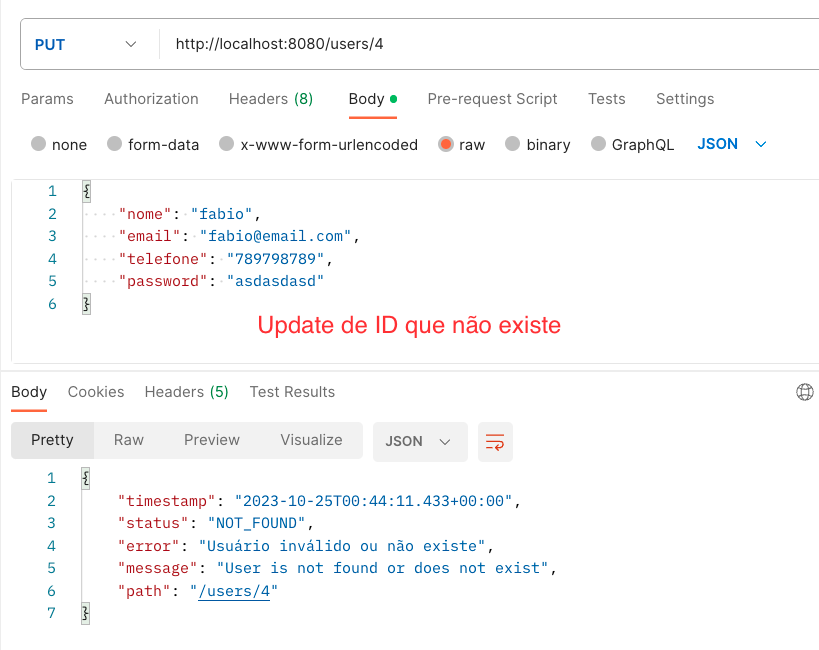 PUT http://localhost:8080/users/4
Params Authorization Headers (8) Body Pre-request Script Tests Settings
none form-data x-www-form-urlencoded raw binary GraphQL JSON
1 {
2 "nome": "fabio",
3 "email": "fabio@email.com",
4 "telefone": "789798789",
5 "password": "asdasdasd"
6 }
Update de ID que não existe
Body Cookies Headers (5) Test Results
Pretty Raw Preview Visualize JSON
1 {
2 "timestamp": "2023-10-25T00:44:11.433+00:00",
3 "status": "NOT_FOUND",
4 "error": "Usuário inválido ou não existe",
5 "message": "User is not found or does not exist",
6 "path": "/users/4"
7 }